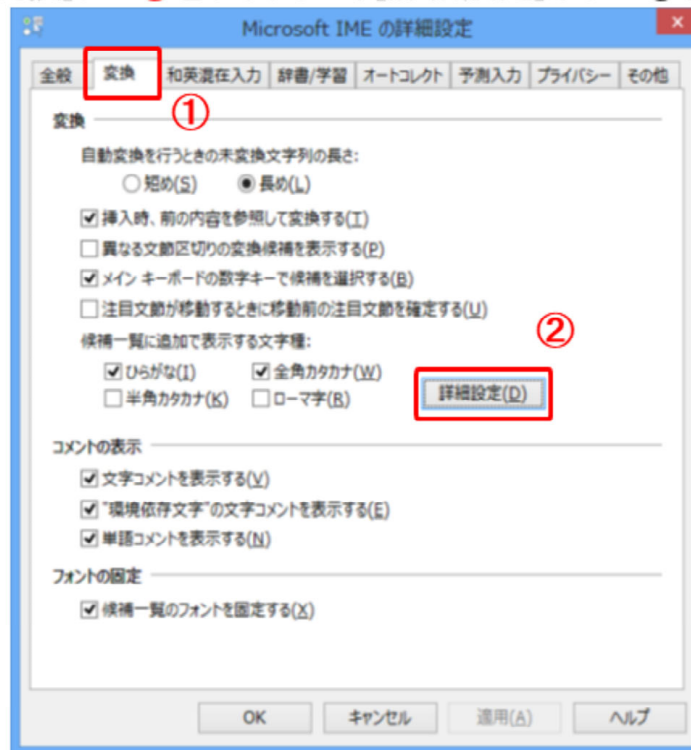 Microsoft IME の詳細設定
×
全般 変換 和英混在入力 辞書/学習 オートコレクト 予測入力 プライバシー その他
①
変換
自動変換を行うときの未変換文字列の長さ:
短め(S) 長め(L)
挿入時、前の内容を参照して変換する(T)
異なる文節区切りの変換候補を表示する(P)
メイン キーボードの数字キーで候補を選択する(B)
注目文節が移動するときに移動前の注目文節を確定する(U)
②
候補一覧に追加で表示する文字種:
ひらがな(I) 全角カタカナ(W)
詳細設定(D)
半角カタカナ(K) ローマ字(R)
コメントの表示
文字コメントを表示する(V)
"環境依存文字"の文字コメントを表示する(E)
単語コメントを表示する(N)
フォントの固定
候補一覧のフォントを固定する(X)
OK キャンセル 適用(A) ヘルプ